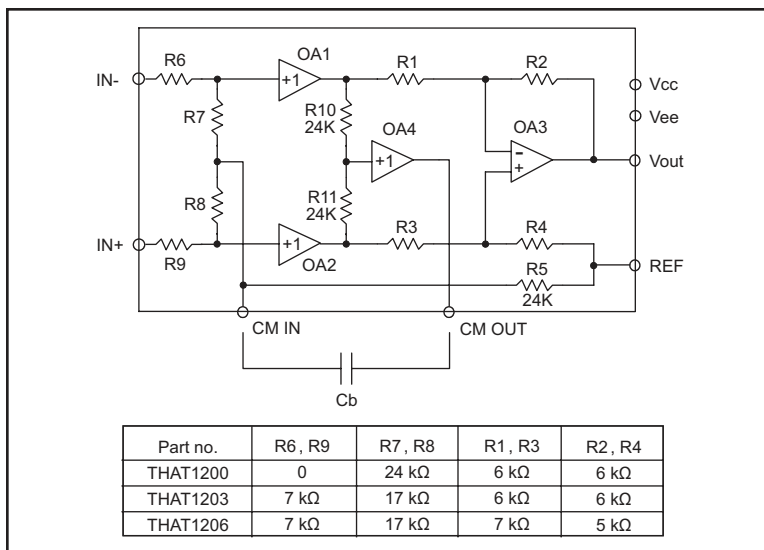 R6
OA1
R1
R2
IN-
+1
Vcc
R7
R10
24K
OA4
Vee
OA3
+1
-
+
Vout
R8
R11
24K
R3
R4
IN+
+1
R9
OA2
R5
24K
REF
CM IN
CM OUT
Cb
Part no. R6 , R9 R7 , R8 R1 , R3 R2 , R4
THAT1200 0 24 kΩ 6 kΩ 6 kΩ
THAT1203 7 kΩ 17 kΩ 6 kΩ 6 kΩ
THAT1206 7 kΩ 17 kΩ 7 kΩ 5 kΩ